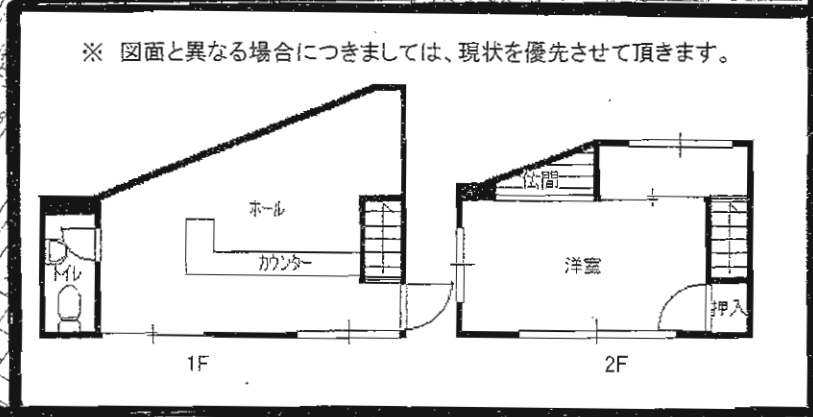 ※ 図面と異なる場合につきましては、現状を優先させて頂きます。
ホール
カウンター
トイレ
1F
広間
洋室
押入
2F